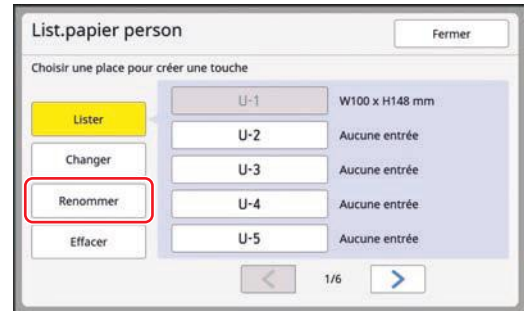 List.papier person
Fermer
Choisir une place pour créer une touche
Lister
Changer
Renommer
Effacer
U-1 W100 x H148 mm
U-2 Aucune entrée
U-3 Aucune entrée
U-4 Aucune entrée
U-5 Aucune entrée
1/6